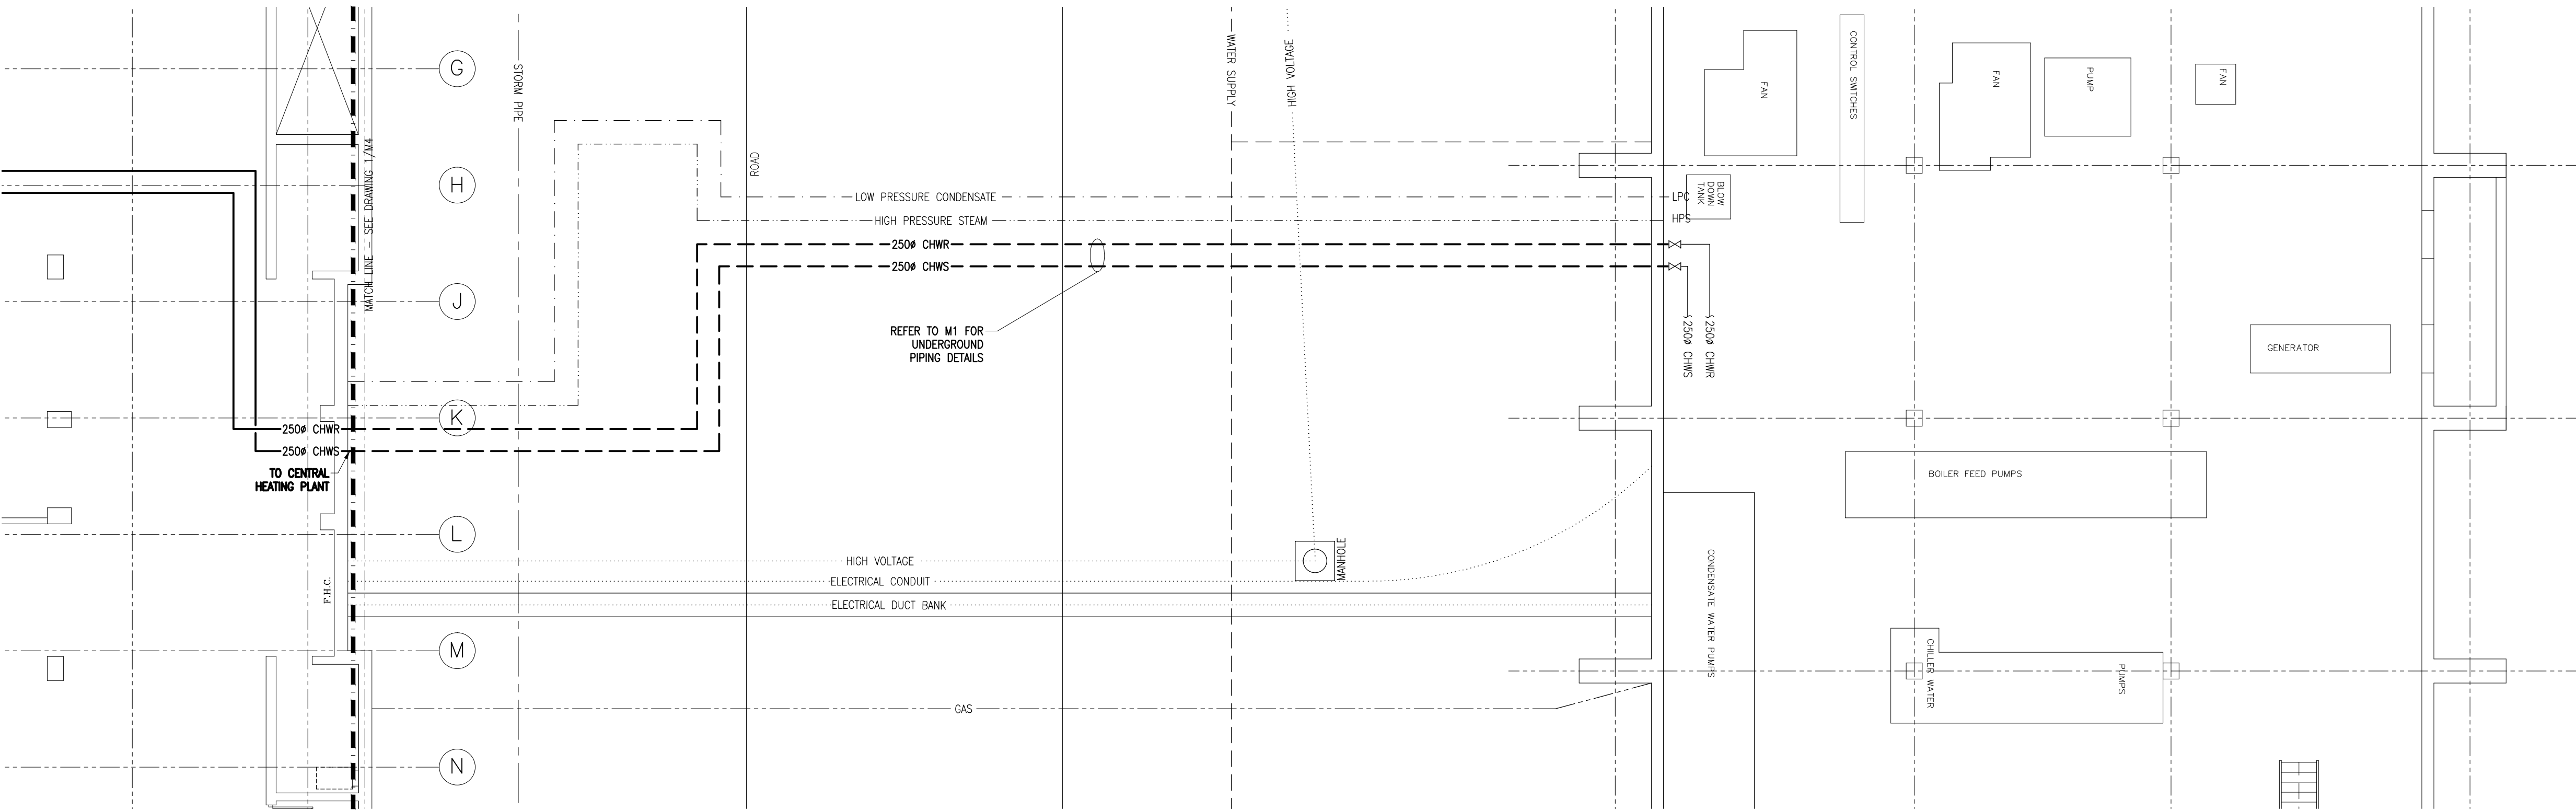 G
H
J
K
L
M
N
STORM PIPE
MATCH LINE - SEE DRAWING 1/M4
ROAD
WATER SUPPLY
HIGH VOLTAGE
LOW PRESSURE CONDENSATE
LPC
HIGH PRESSURE STEAM
HPS
250ø CHWR
250ø CHWS
REFER TO M1 FOR
UNDERGROUND
PIPING DETAILS
250ø CHWR
250ø CHWS
TO CENTRAL
HEATING PLANT
F.H.C.
HIGH VOLTAGE
ELECTRICAL CONDUIT
ELECTRICAL DUCT BANK
MANHOLE
GAS
250ø CHWS
250ø CHWR
BLOW
DOWN
TANK
FAN
CONTROL SWITCHES
FAN
PUMP
FAN
GENERATOR
BOILER FEED PUMPS
CONDENSATE WATER PUMPS
CHILLER WATER
PUMPS